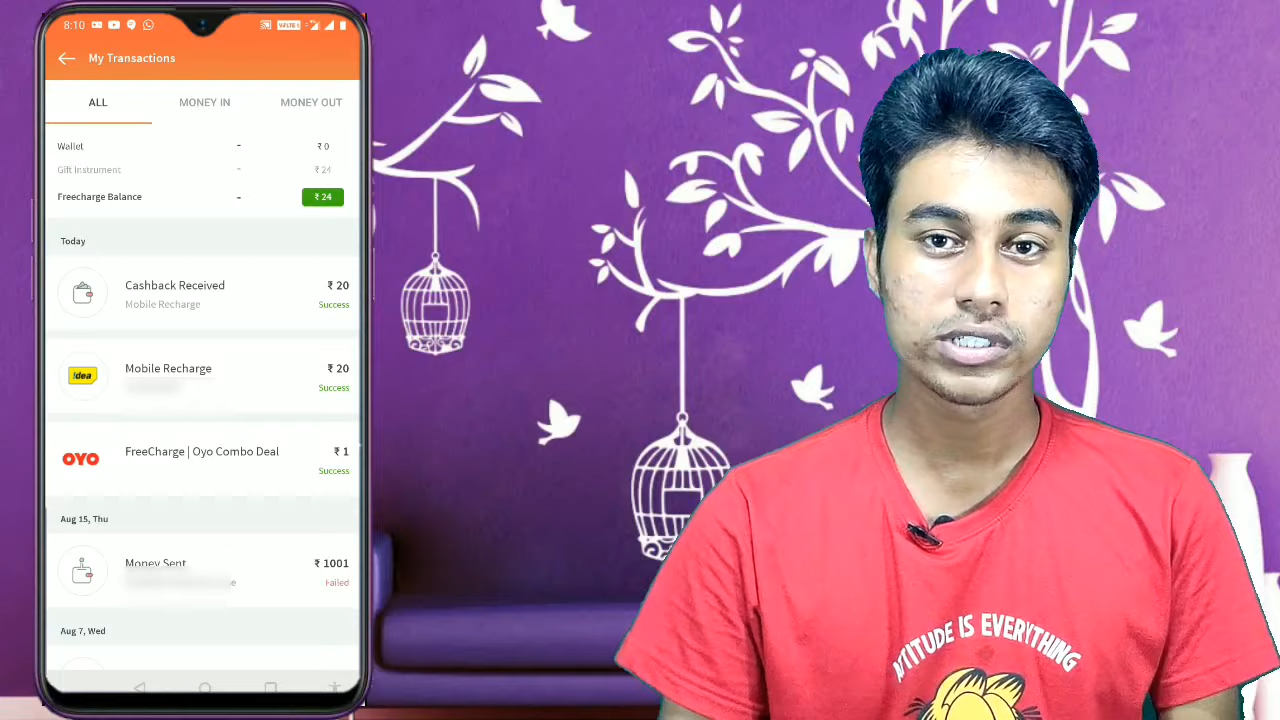 8:10
VoLTE1
My Transactions
ALL MONEY IN MONEY OUT
Wallet - ₹ 0
Gift Instrument - ₹ 24
Freecharge Balance - ₹ 24
Today
Cashback Received ₹ 20
Mobile Recharge Success
!dea
Mobile Recharge ₹ 20
Success
OYO
FreeCharge | Oyo Combo Deal ₹ 1
Success
Aug 15, Thu
Money Sent ₹ 1001
Failed
Aug 7, Wed
ATTITUDE IS EVERYTHING